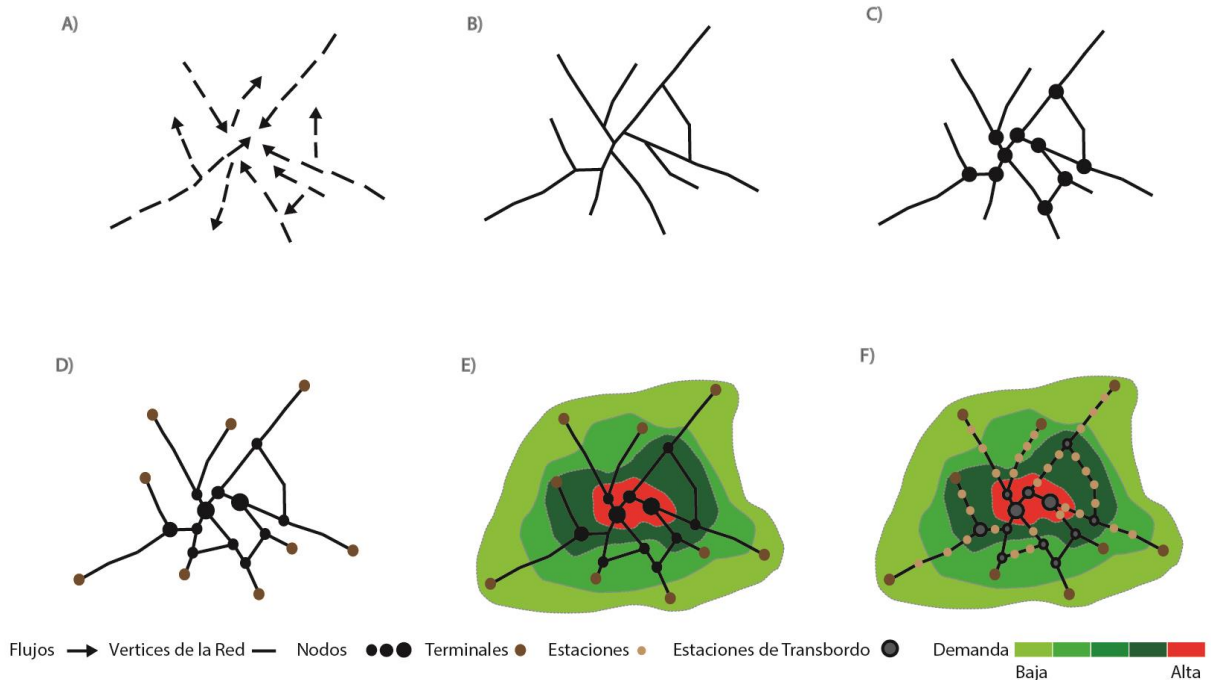 A)
B)
C)
D)
E)
F)
Flujos Vertices de la Red Nodos Terminales Estaciones Estaciones de Transbordo Demanda
Baja Alta